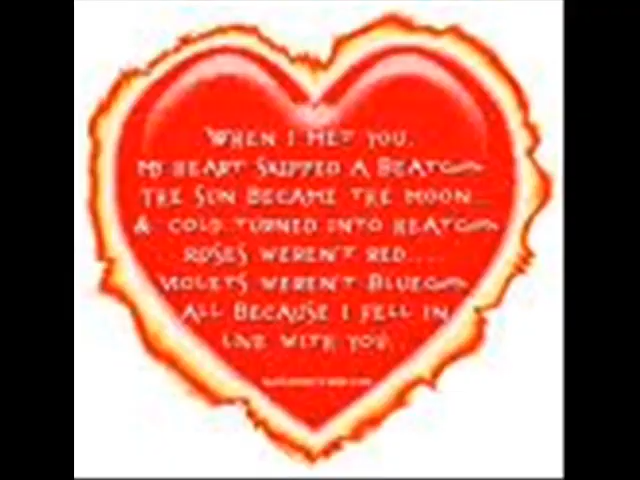 WHEN I MET YOU.
MY HEART SKIPPED A BEAT
THE SUN BECAME THE MOON...
& COLD TURNED INTO HEAT
ROSES WEREN'T RED....
VIOLETS WEREN'T BLUE
ALL BECAUSE I FELL IN
LOVE WITH YOU.